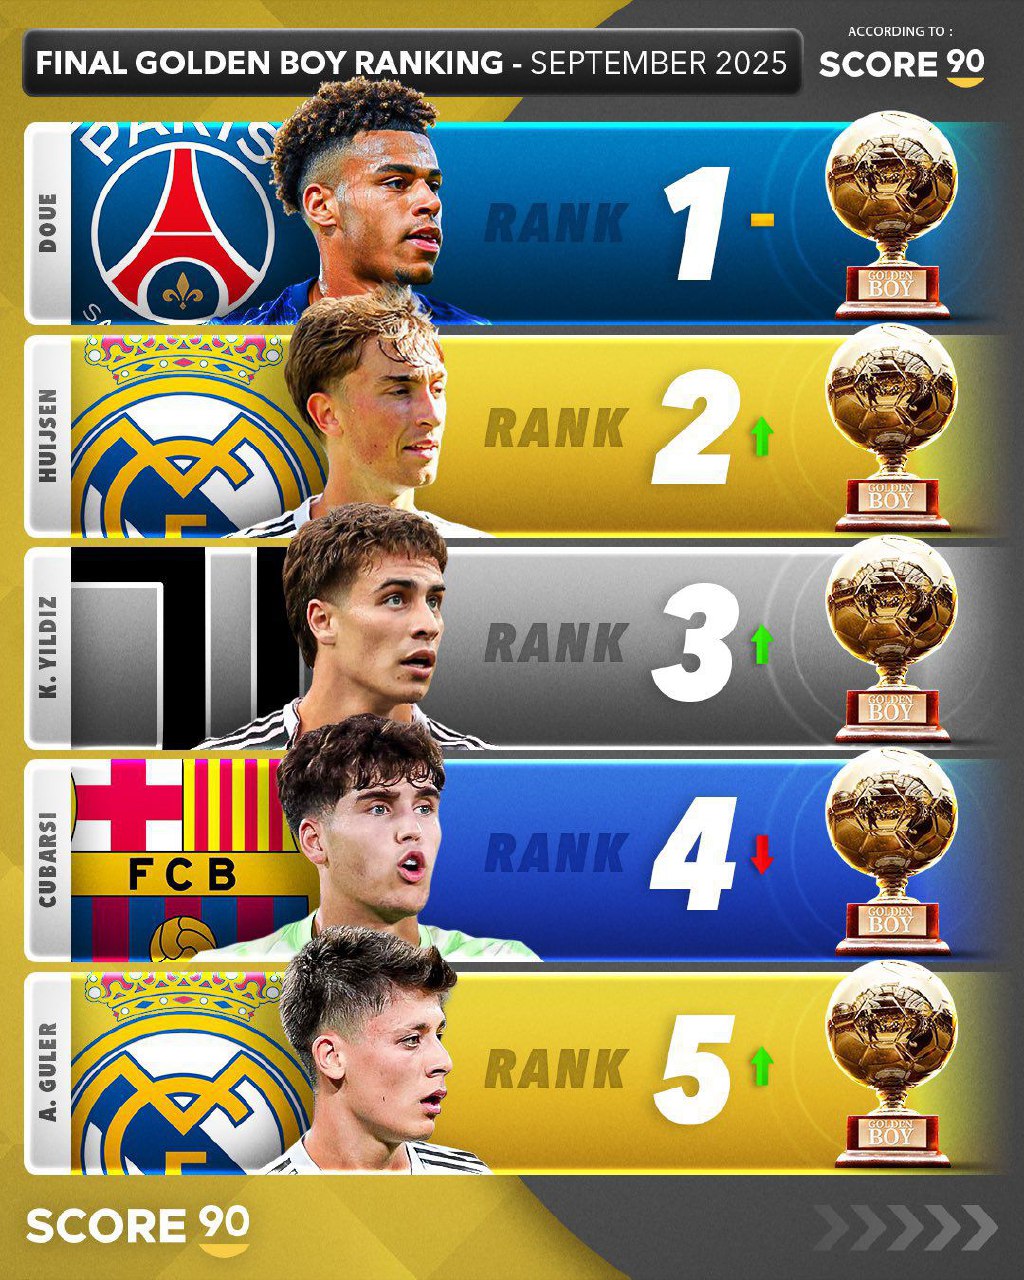 ACCORDING TO :
FINAL GOLDEN BOY RANKING - SEPTEMBER 2025
SCORE 90
PARIS
DOUE
RANK 1 -
GOLDEN
BOY
HUIJSEN
RANK 2
GOLDEN
BOY
K. YILDIZ
RANK 3
GOLDEN
BOY
CUBARSI
FCB
RANK 4
GOLDEN
BOY
A. GULER
RANK 5
GOLDEN
BOY
SCORE 90